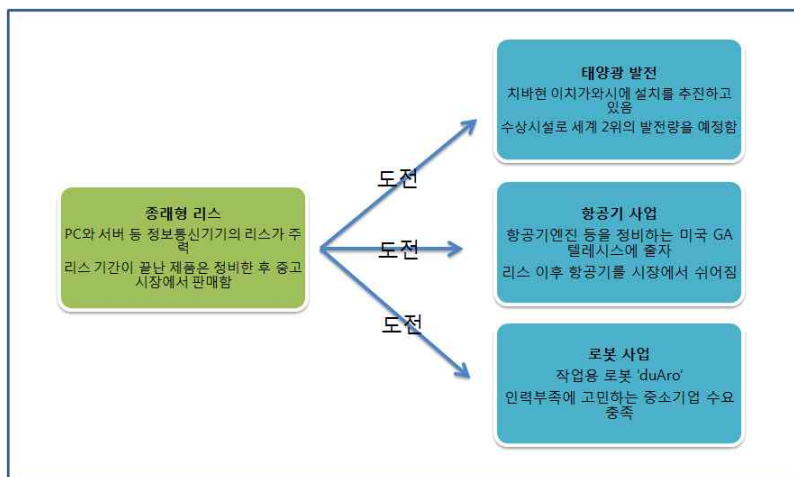 종래형 리스
PC와 서버 등 정보통신기기의 리스가 주
력
리스 기간이 끝난 제품은 정비한 후 중고
시장에서 판매함
도전
도전
도전
태양광 발전
치바현 이치가와시에 설치를 추진하고
있음
수상시설로 세계 2위의 발전량을 예정함
항공기 사업
항공기엔진 등을 정비하는 미국 GA
텔레시스에 출자
리스 이후 항공기를 시장에서 쉬어짐
로봇 사업
작업용 로봇 'duAro'
인력부족에 고민하는 중소기업 수요
충족